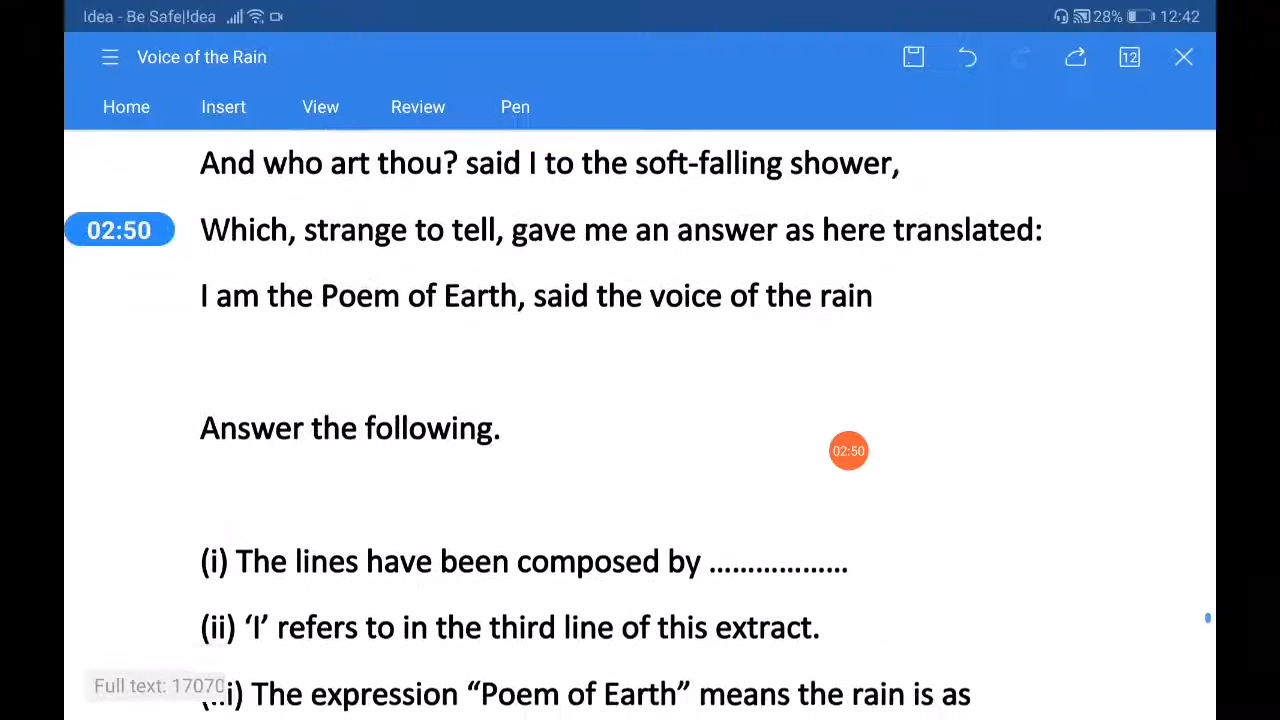 Idea - Be Safe|!dea 28% 12:42
Voice of the Rain 12
Home Insert View Review Pen
And who art thou? said I to the soft-falling shower,
02:50 Which, strange to tell, gave me an answer as here translated:
I am the Poem of Earth, said the voice of the rain
Answer the following.
02:50
(i) The lines have been composed by ..................
(ii) ‘I’ refers to in the third line of this extract.
Full text: 17070
(iii) The expression “Poem of Earth” means the rain is as